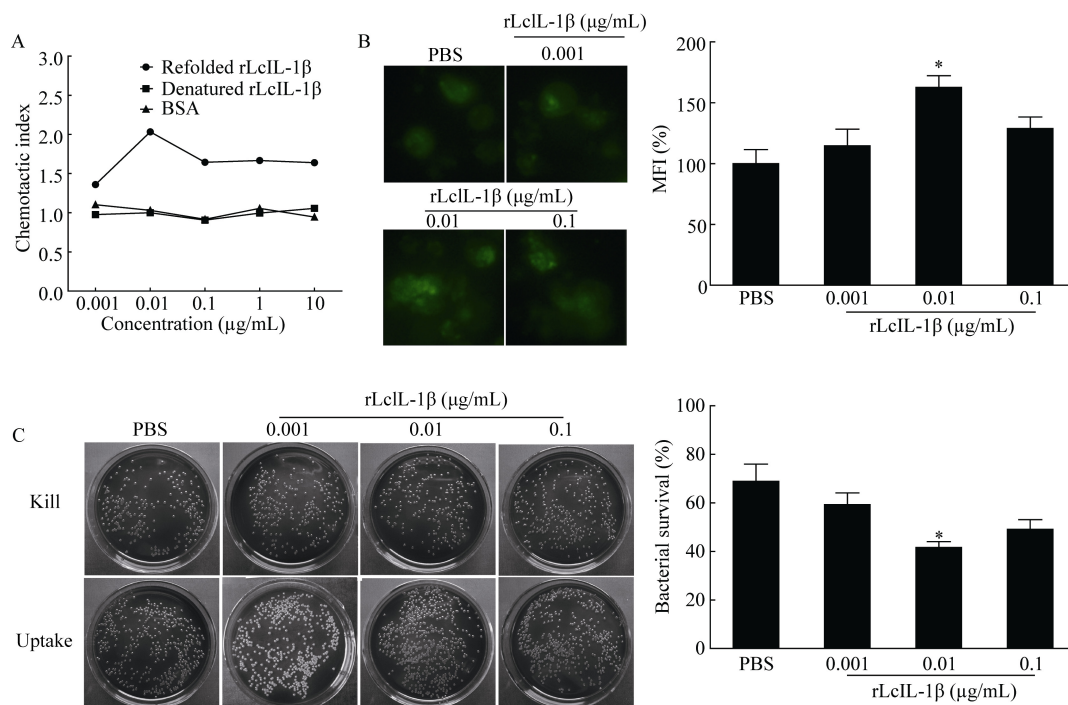 A
3.0
2.5
2.0
1.5
1.0
0.5
0.0
Chemotactic index
Refolded rLcIL-1β
Denatured rLcIL-1β
BSA
0.001 0.01 0.1 1 10
Concentration (μg/mL)
B
rLcIL-1β (μg/mL)
PBS 0.001
rLcIL-1β (μg/mL)
0.01 0.1
200
150
100
50
0
MFI (%)
*
PBS 0.001 0.01 0.1
rLcIL-1β (μg/mL)
C
rLcIL-1β (μg/mL)
PBS 0.001 0.01 0.1
Kill
Uptake
100
80
60
40
20
0
Bacterial survival (%)
*
PBS 0.001 0.01 0.1
rLcIL-1β (μg/mL)